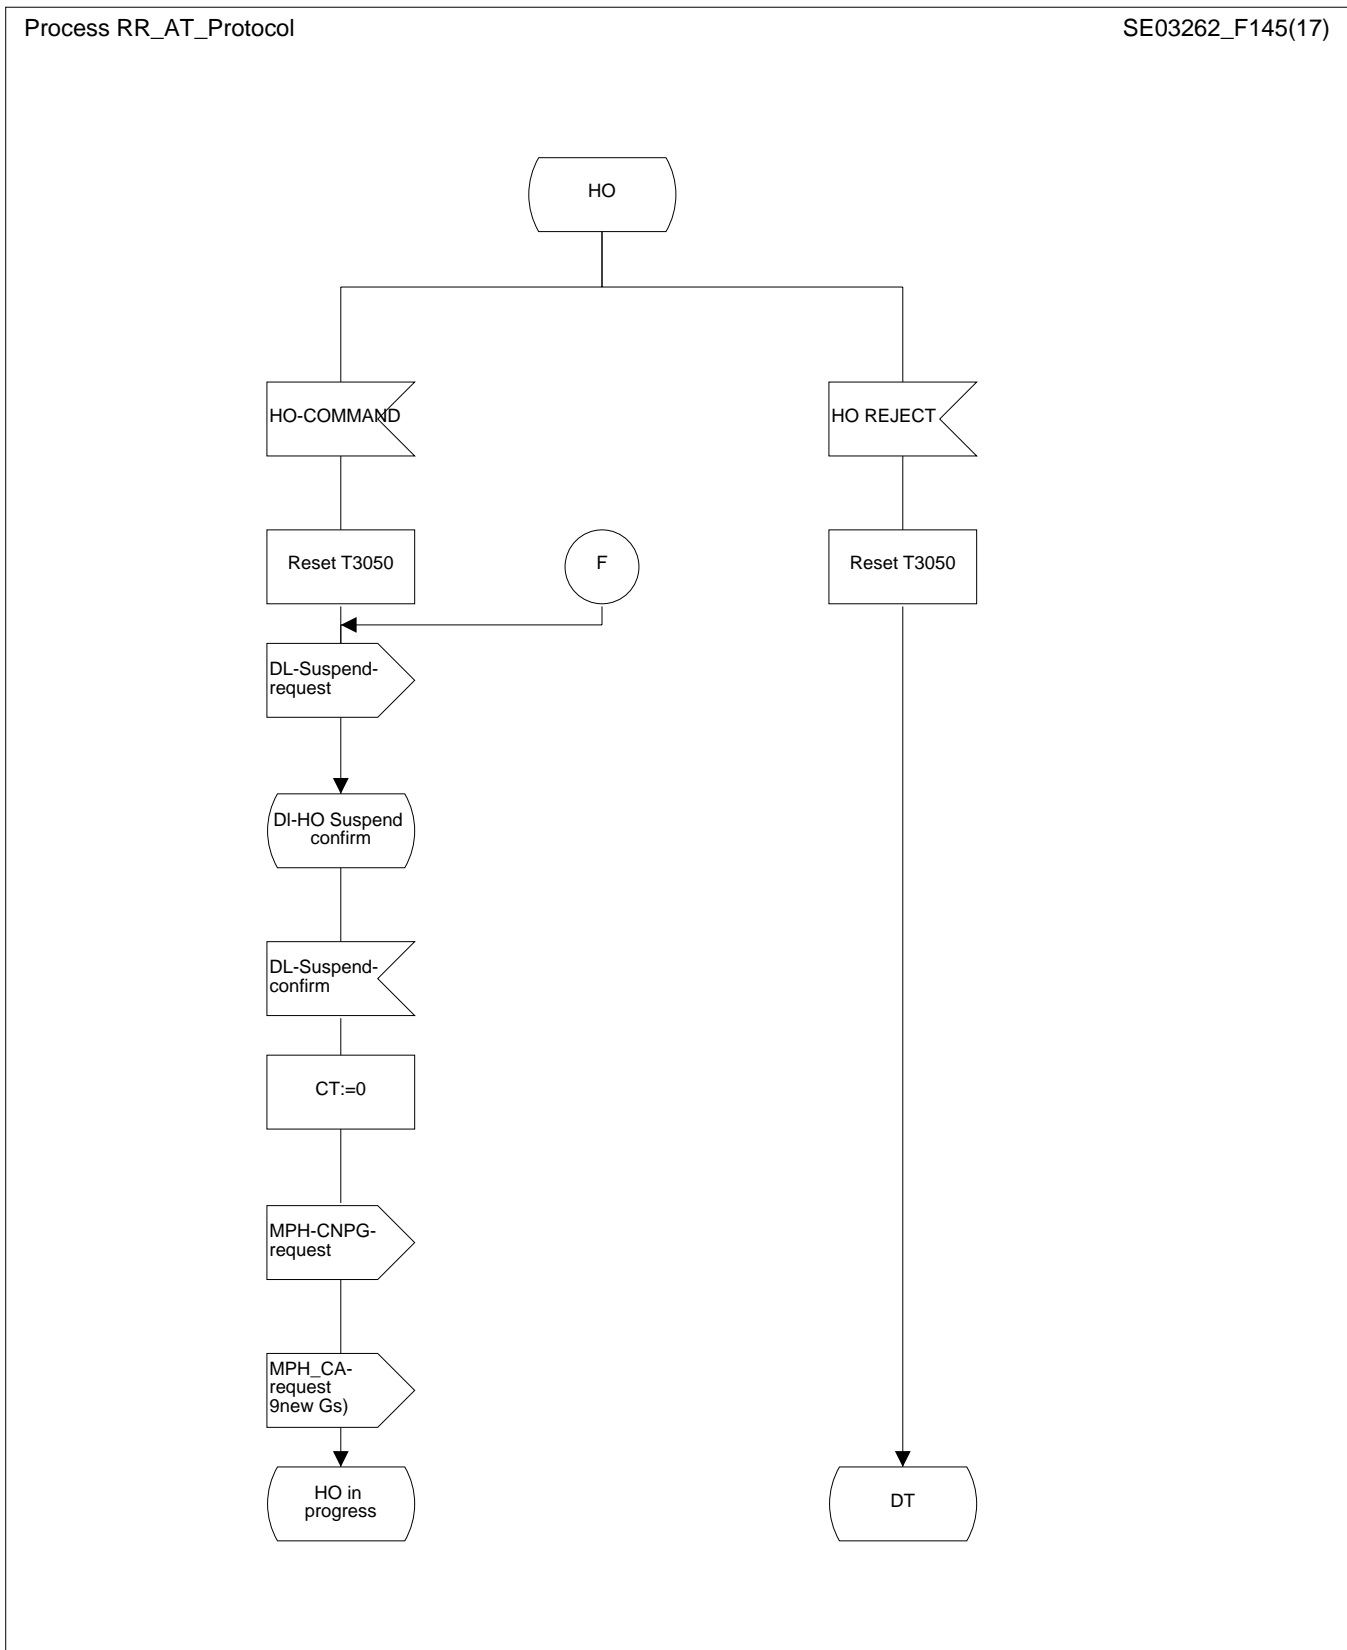 Process RR_AT_Protocol
SE03262_F145(17)
HO
HO-COMMAND
HO REJECT
Reset T3050
F
Reset T3050
DL-Suspend-
request
Dl-HO Suspend
confirm
DL-Suspend-
confirm
CT:=0
MPH-CNPG-
request
MPH_CA-
request
9new Gs)
HO in
progress
DT